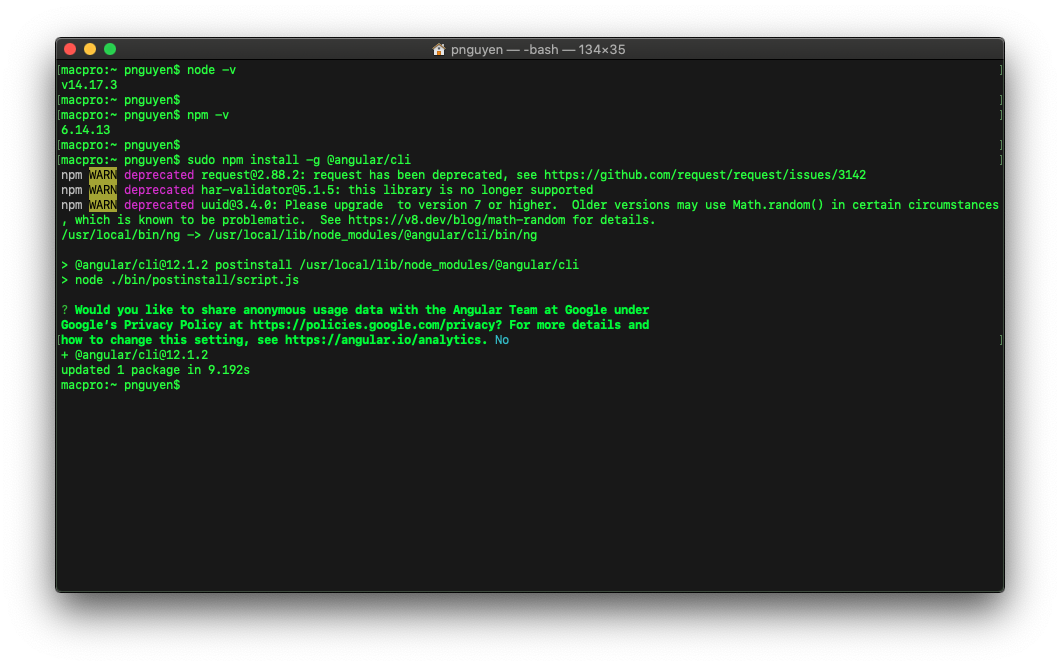 pnguyen — -bash — 134×35
[macpro:~ pnguyen$ node -v ]
v14.17.3
[macpro:~ pnguyen$ ]
[macpro:~ pnguyen$ npm -v ]
6.14.13
[macpro:~ pnguyen$ ]
[macpro:~ pnguyen$ sudo npm install -g @angular/cli ]
npm WARN deprecated request@2.88.2: request has been deprecated, see https://github.com/request/request/issues/3142
npm WARN deprecated har-validator@5.1.5: this library is no longer supported
npm WARN deprecated uuid@3.4.0: Please upgrade  to version 7 or higher.  Older versions may use Math.random() in certain circumstances
, which is known to be problematic.  See https://v8.dev/blog/math-random for details.
/usr/local/bin/ng -> /usr/local/lib/node_modules/@angular/cli/bin/ng
> @angular/cli@12.1.2 postinstall /usr/local/lib/node_modules/@angular/cli
> node ./bin/postinstall/script.js
? Would you like to share anonymous usage data with the Angular Team at Google under
Google’s Privacy Policy at https://policies.google.com/privacy? For more details and
[how to change this setting, see https://angular.io/analytics. No ]
+ @angular/cli@12.1.2
updated 1 package in 9.192s
macpro:~ pnguyen$